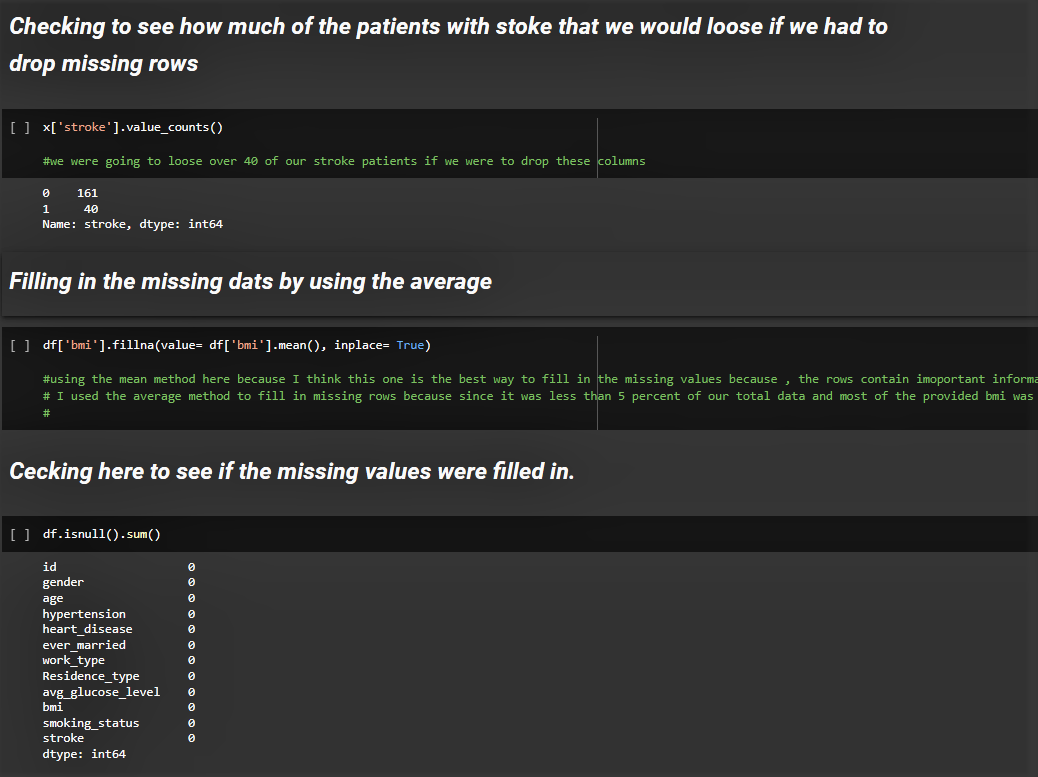 Checking to see how much of the patients with stoke that we would loose if we had to
drop missing rows
[ ] x['stroke'].value_counts()
#we were going to loose over 40 of our stroke patients if we were to drop these columns
0 161
1 40
Name: stroke, dtype: int64
Filling in the missing dats by using the average
[ ] df['bmi'].fillna(value= df['bmi'].mean(), inplace= True)
#using the mean method here because I think this one is the best way to fill in the missing values because , the rows contain imoportant informa
# I used the average method to fill in missing rows because since it was less than 5 percent of our total data and most of the provided bmi was
#
Cecking here to see if the missing values were filled in.
[ ] df.isnull().sum()
id 0
gender 0
age 0
hypertension 0
heart_disease 0
ever_married 0
work_type 0
Residence_type 0
avg_glucose_level 0
bmi 0
smoking_status 0
stroke 0
dtype: int64